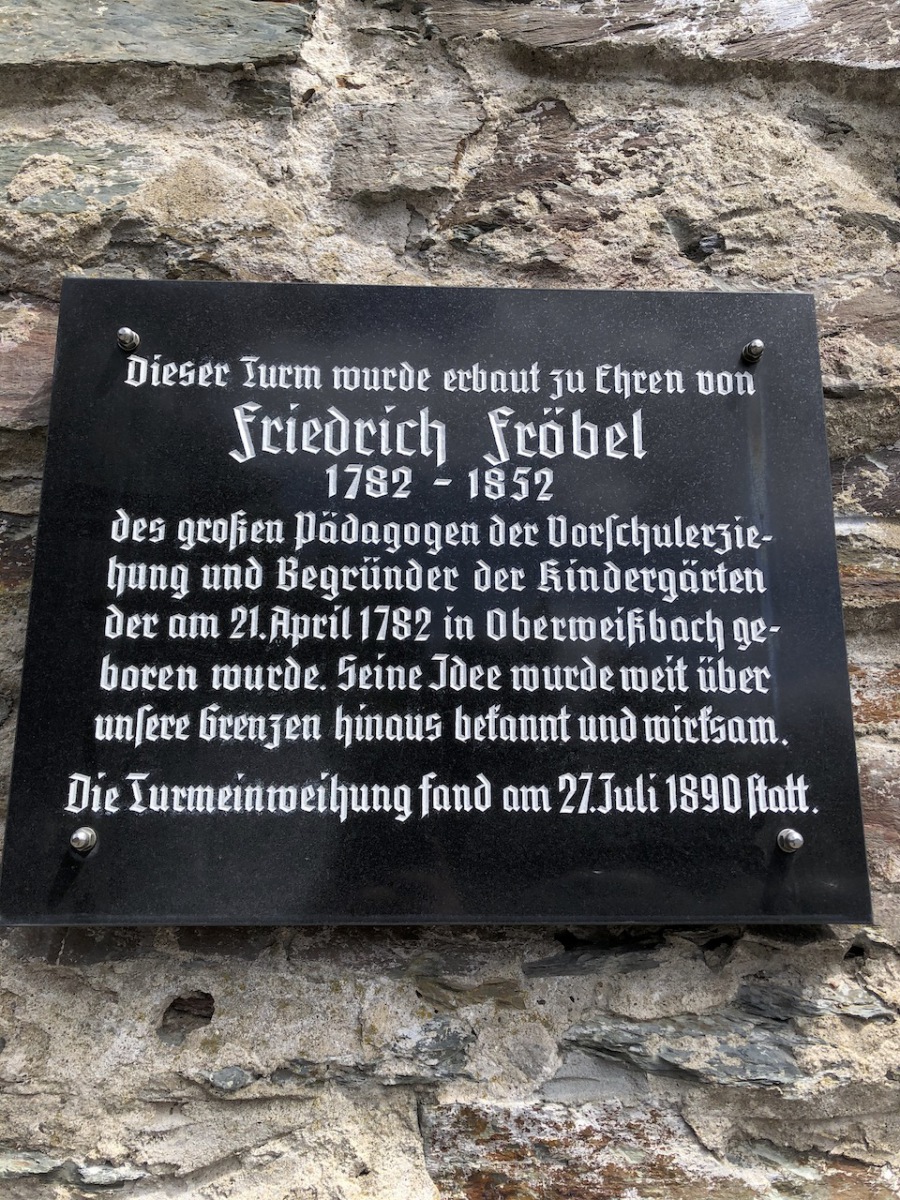 Dieser Turm wurde erbaut zu Ehren von
Friedrich Fröbel
1782 - 1852
des großen Pädagogen der Vorſchulerzie-
hung und Begründer der Kindergärten
der am 21. April 1782 in Oberweißbach ge-
boren wurde. Seine Idee wurde weit über
unſere Grenzen hinaus bekannt und wirkſam.
Die Turmeinweihung fand am 27. Juli 1890 ſtatt.